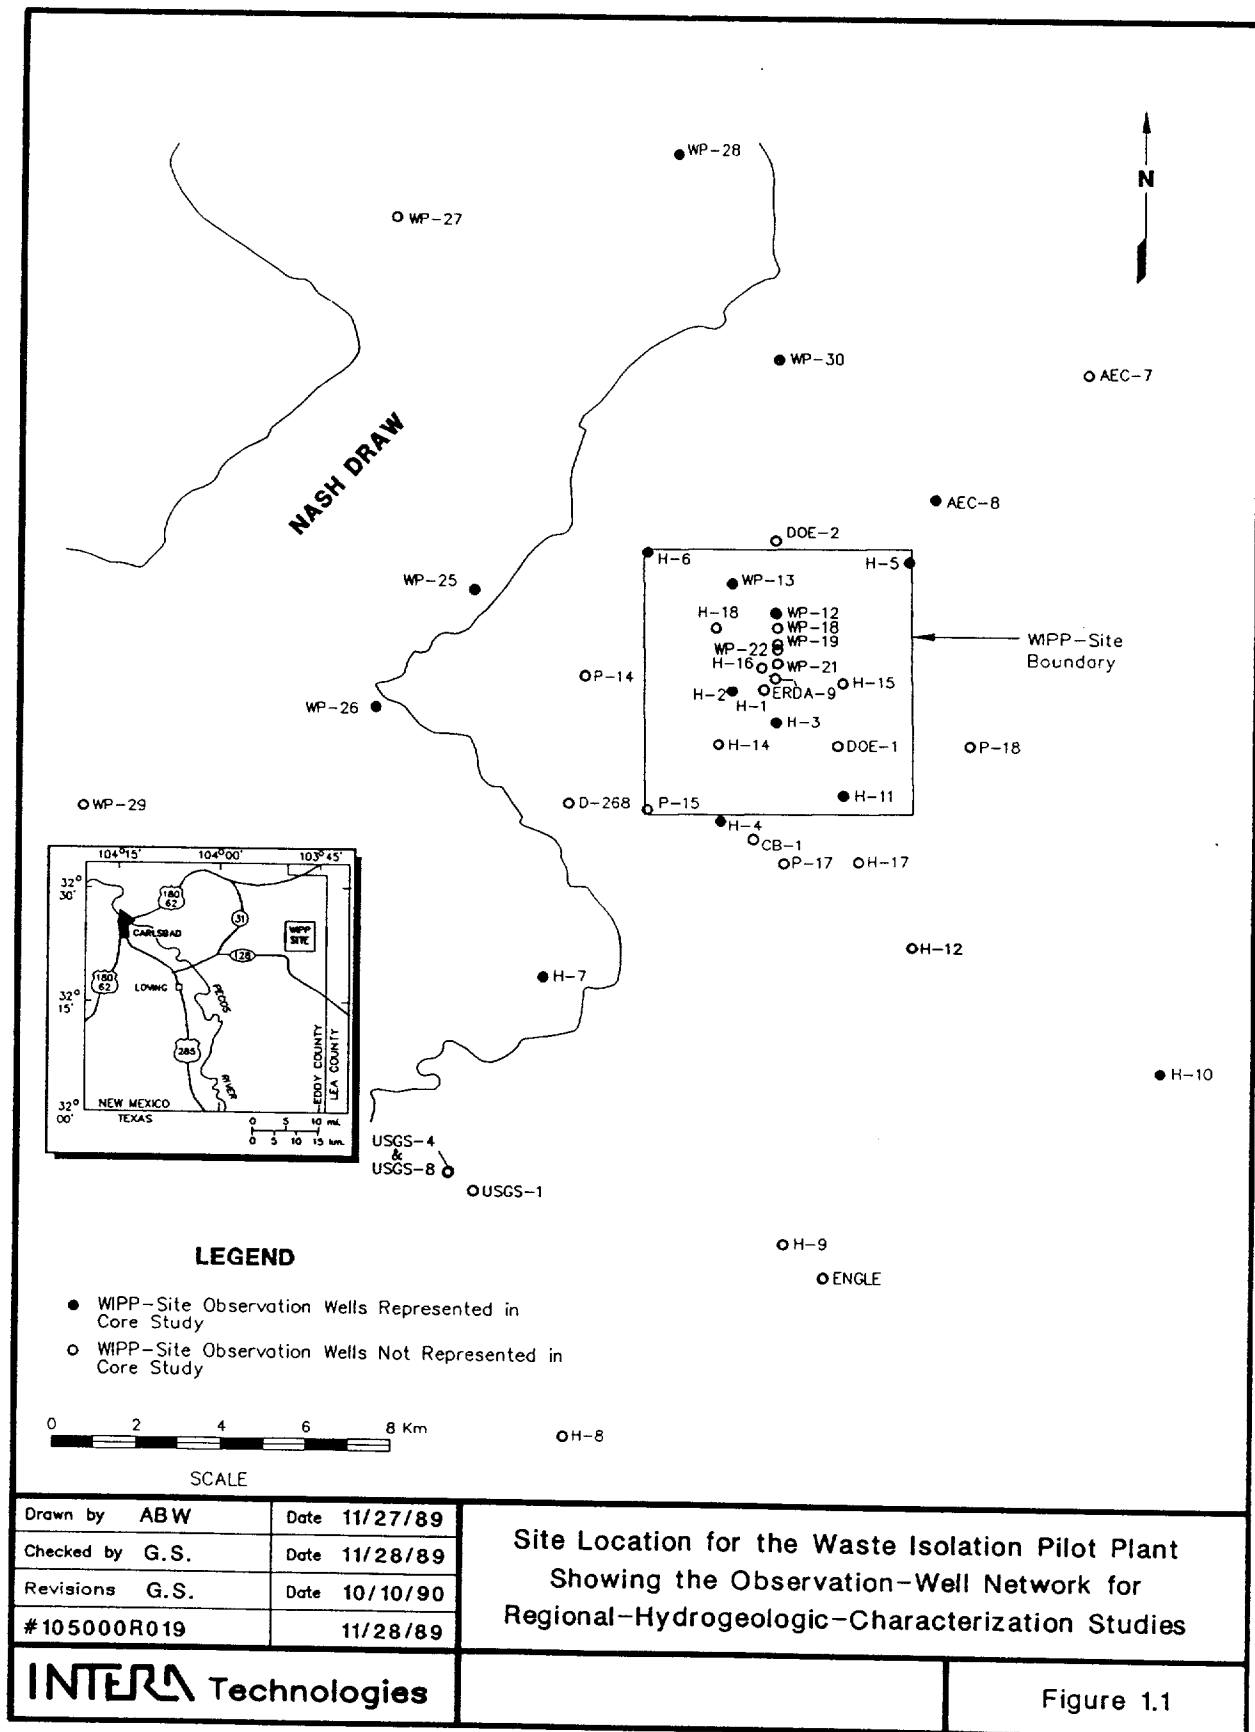 WP-28
N
WP-27
WP-30
AEC-7
NASH DRAW
AEC-8
DOE-2
H-6
H-5
WP-25
WP-13
H-18
WP-12
WP-18
WP-19
WP-22
H-16
WP-21
WIPP-Site
Boundary
P-14
H-15
H-2
ERDA-9
H-1
WP-26
H-3
H-14
DOE-1
P-18
WP-29
D-268
P-15
H-11
H-4
CB-1
P-17
H-17
H-12
H-7
H-10
104°15'
104°00'
103°45'
32°
30'
180
62
31
CARLSBAD
WIPP
SITE
128
180
62
LOVING
32°
15'
PECOS
285
RIVER
EDDY COUNTY
LEA COUNTY
32°
00'
NEW MEXICO
TEXAS
0 5 10 mi.
0 5 10 15 km.
USGS-4
&
USGS-8
USGS-1
H-9
ENGLE
LEGEND
WIPP-Site Observation Wells Represented in
Core Study
WIPP-Site Observation Wells Not Represented in
Core Study
0 2 4 6 8 Km
SCALE
H-8
Drawn by ABW Date 11/27/89
Checked by G.S. Date 11/28/89
Revisions G.S. Date 10/10/90
#105000R019 11/28/89
Site Location for the Waste Isolation Pilot Plant
Showing the Observation-Well Network for
Regional-Hydrogeologic-Characterization Studies
INTERA Technologies
Figure 1.1